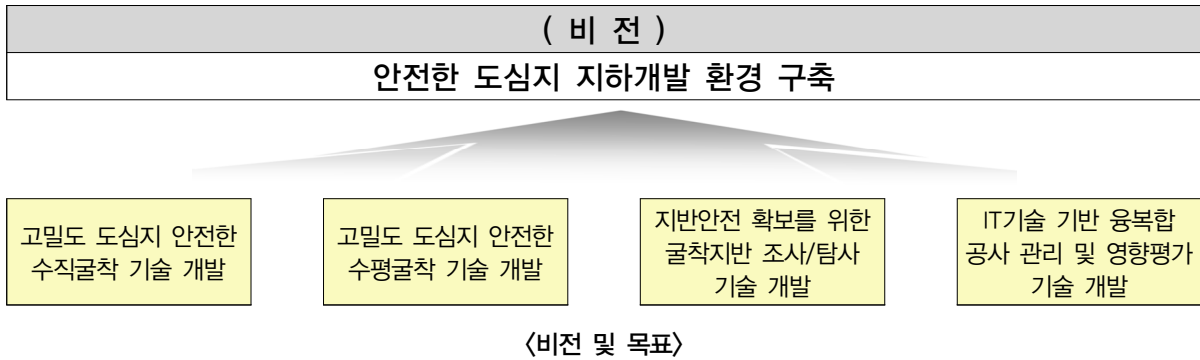 ( 비 전 )
안전한 도심지 지하개발 환경 구축
고밀도 도심지 안전한
수직굴착 기술 개발
고밀도 도심지 안전한
수평굴착 기술 개발
지반안전 확보를 위한
굴착지반 조사/탐사
기술 개발
IT기술 기반 융복합
공사 관리 및 영향평가
기술 개발
〈비전 및 목표〉